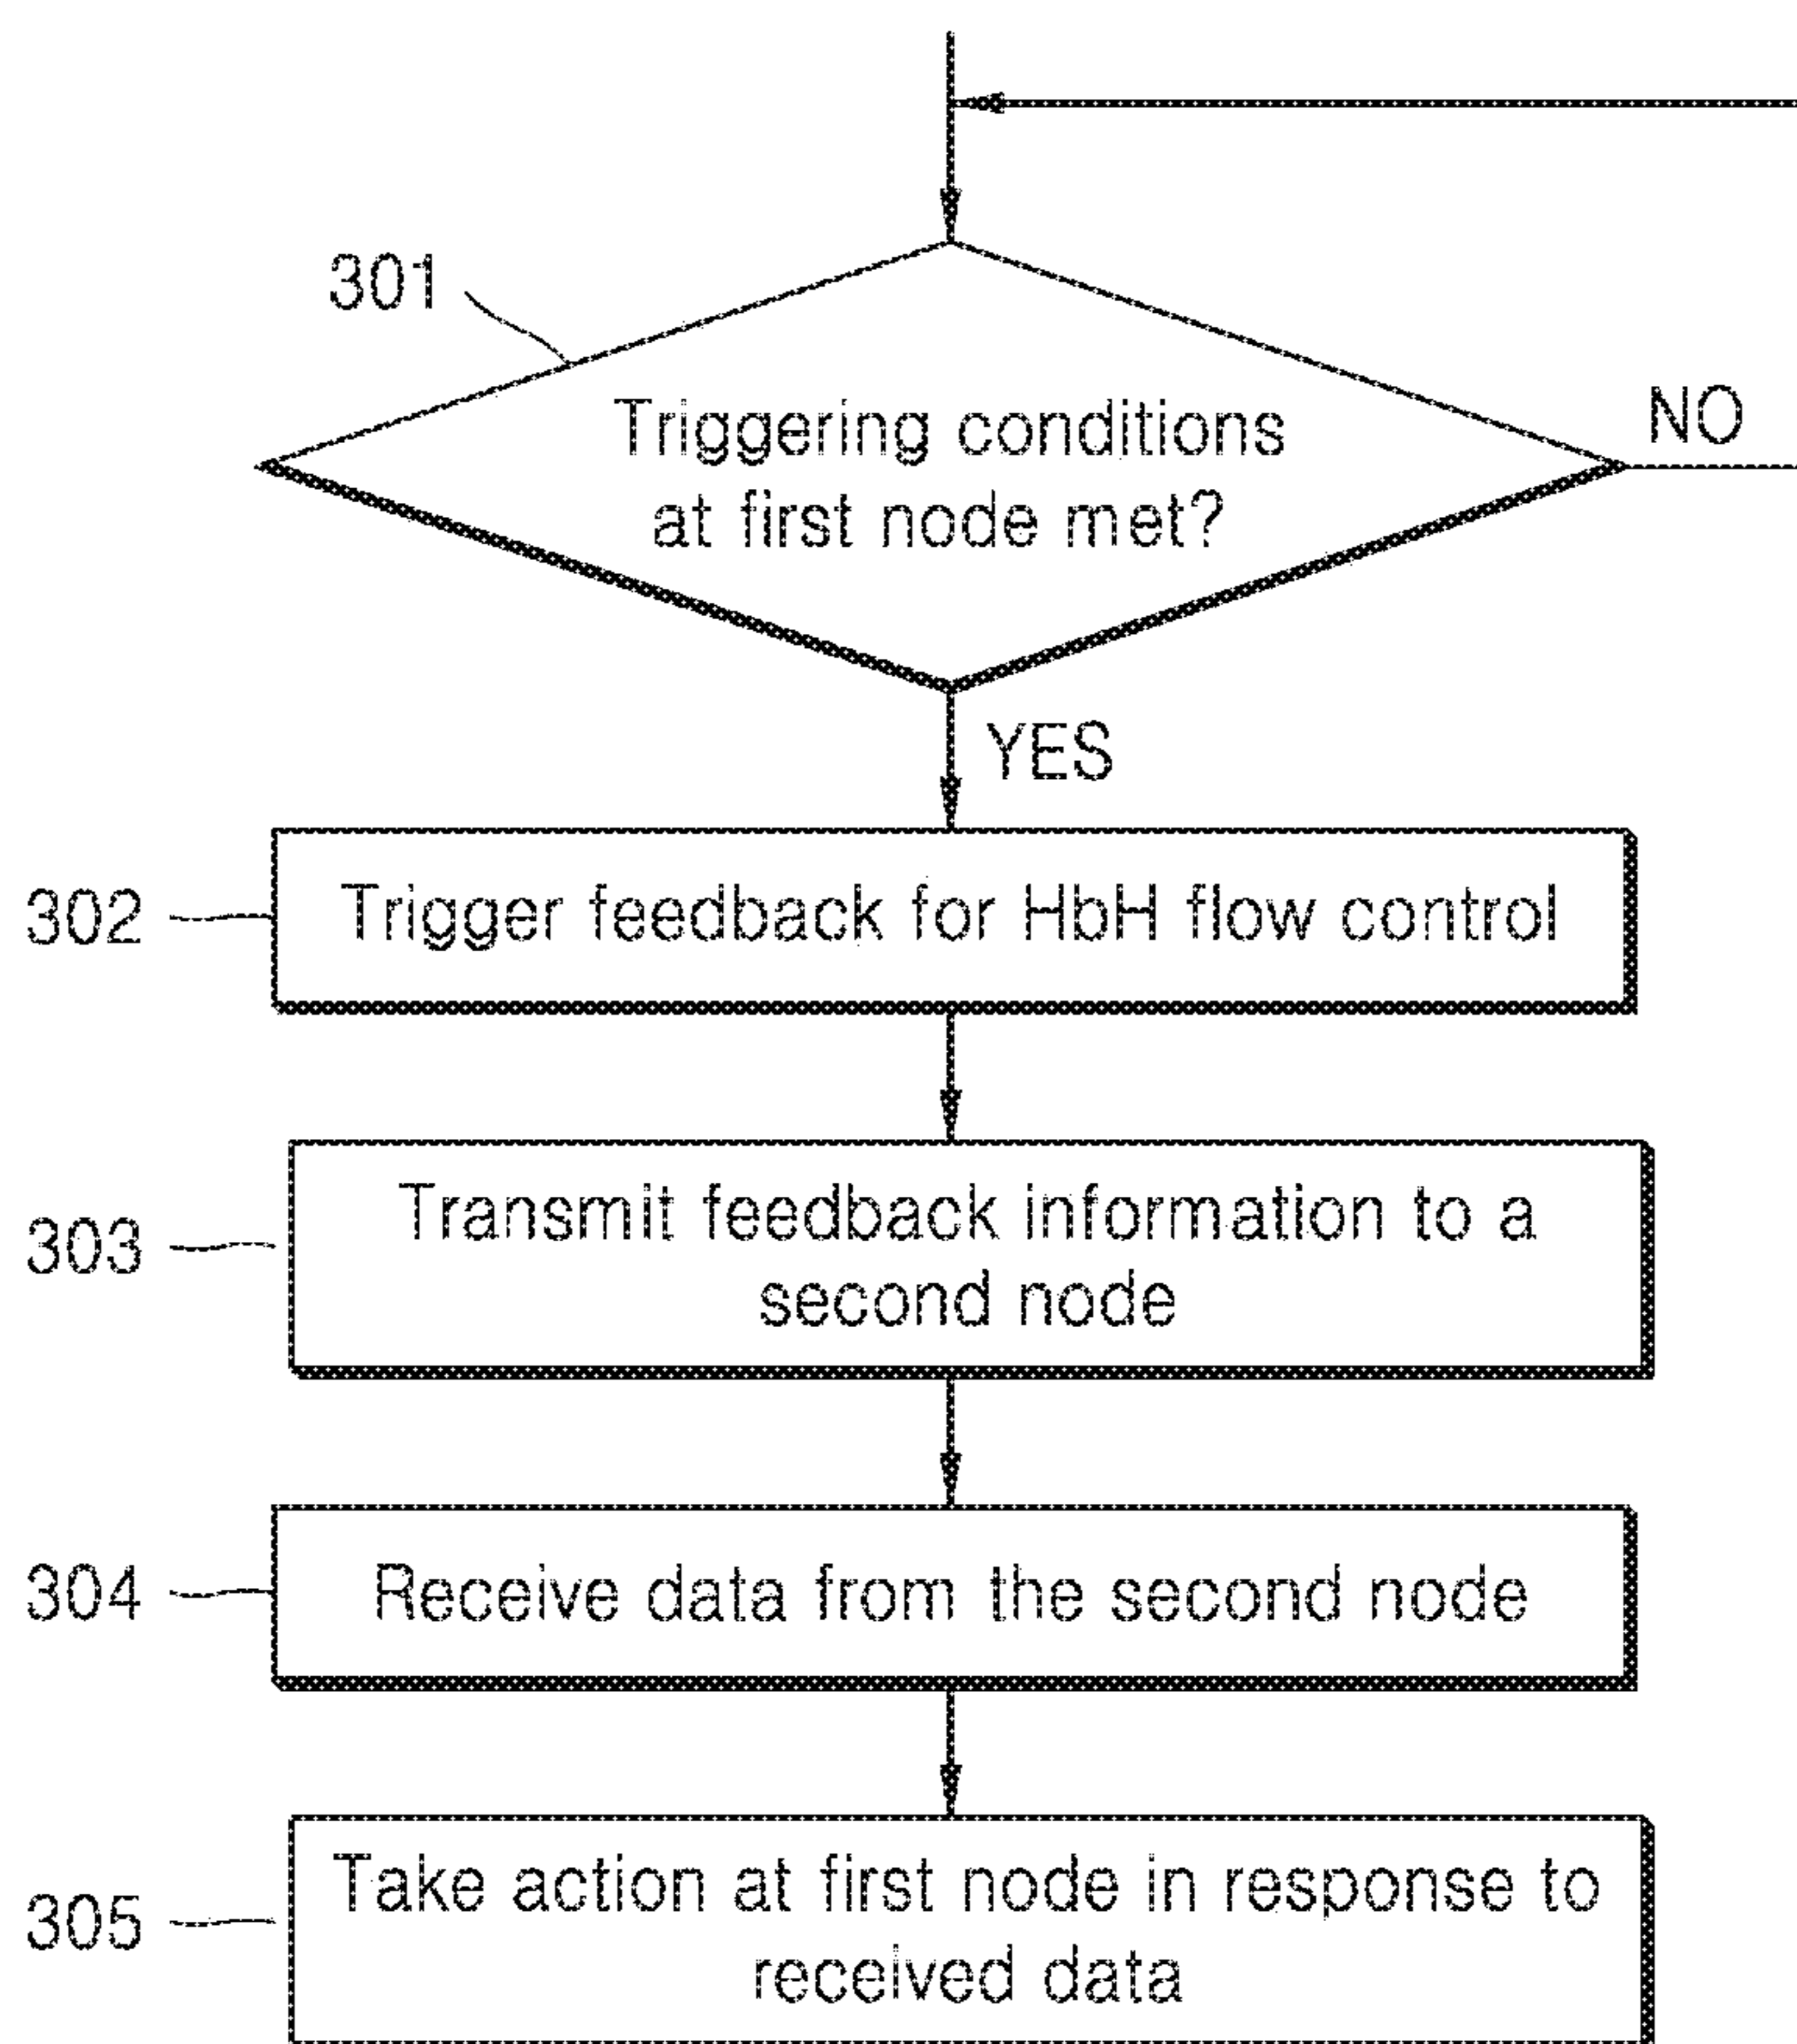 301
Triggering conditions
at first node met?
NO
YES
302
Trigger feedback for HbH flow control
303
Transmit feedback information to a
second node
304
Receive data from the second node
305
Take action at first node in response to
received data